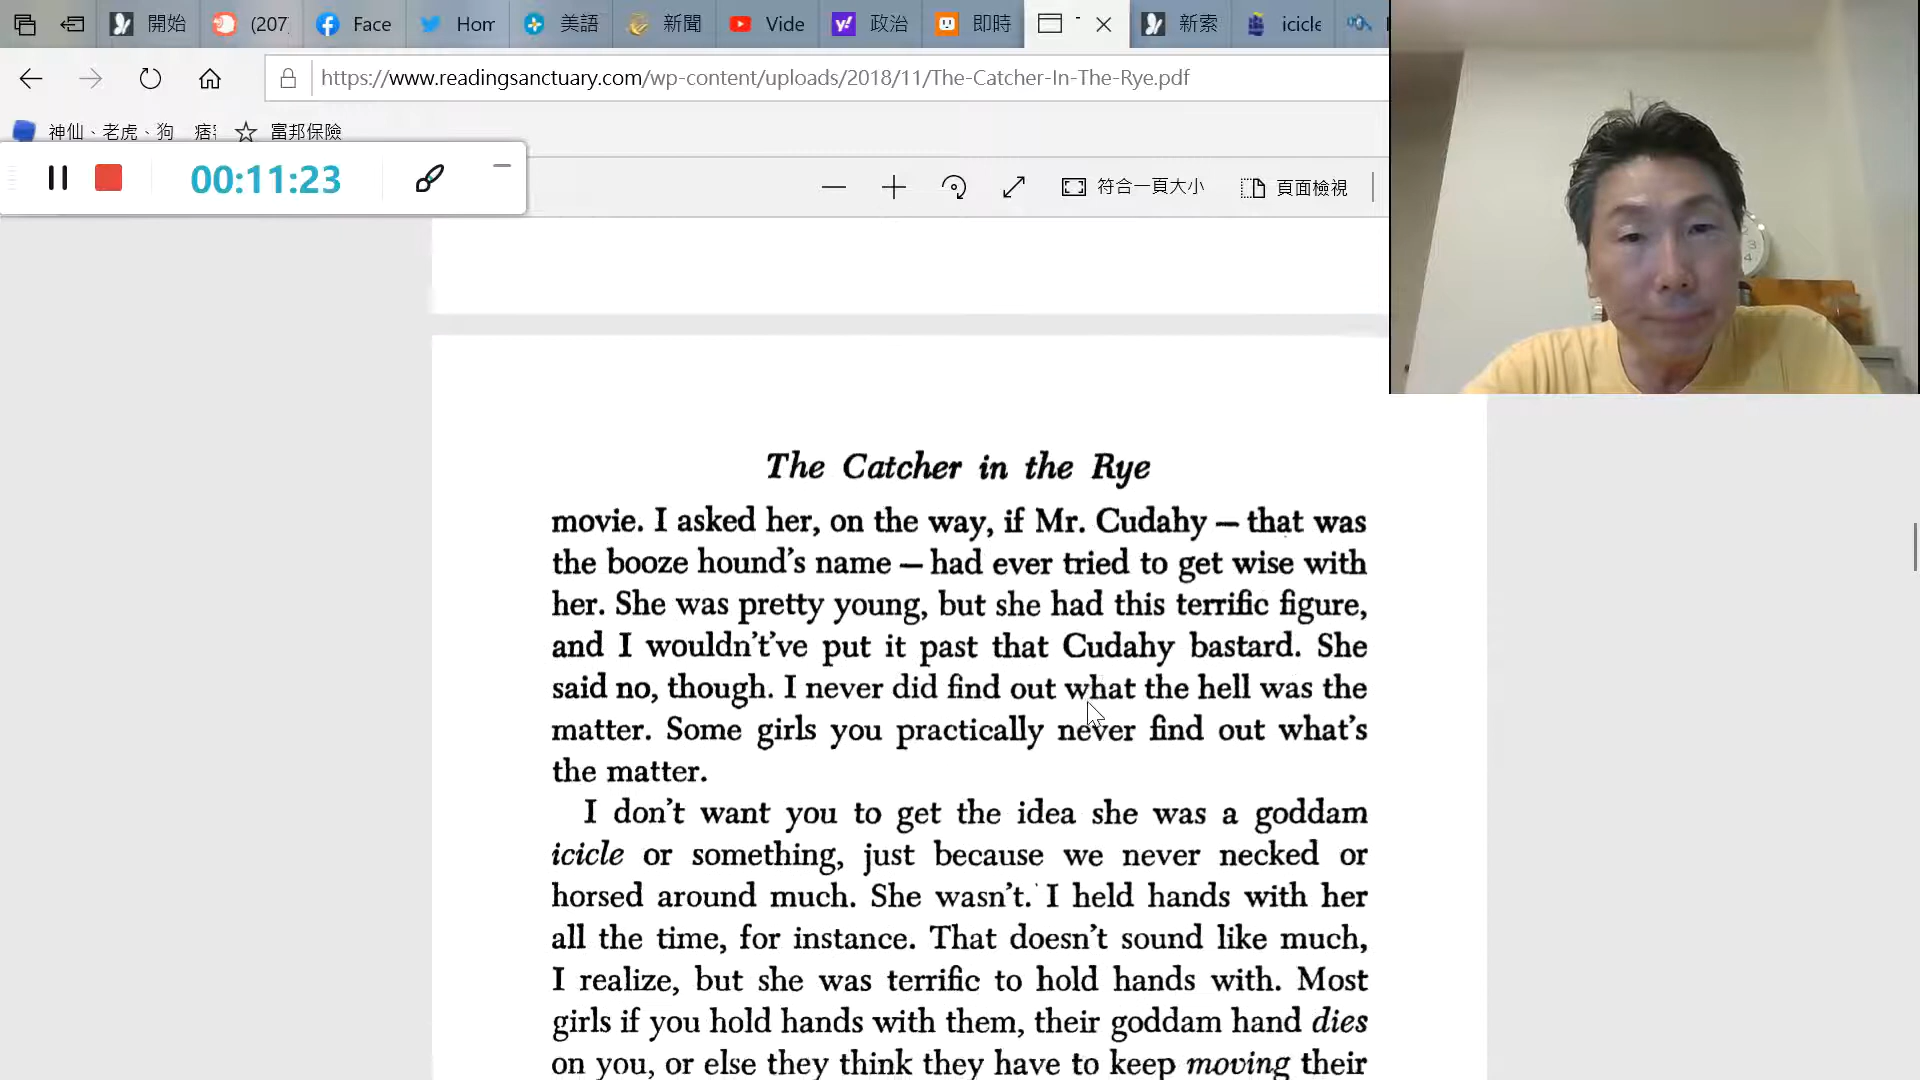 開始 (207 Face Hom 美語 新聞 Vide 政治 即時 新索 icicle
https://www.readingsanctuary.com/wp-content/uploads/2018/11/The-Catcher-In-The-Rye.pdf
神仙、老虎、狗 富邦保險
00:11:23
符合一頁大小 頁面檢視
The Catcher in the Rye
movie. I asked her, on the way, if Mr. Cudahy — that was
the booze hound's name — had ever tried to get wise with
her. She was pretty young, but she had this terrific figure,
and I wouldn't've put it past that Cudahy bastard. She
said no, though. I never did find out what the hell was the
matter. Some girls you practically never find out what's
the matter.
I don't want you to get the idea she was a goddam
icicle or something, just because we never necked or
horsed around much. She wasn't. I held hands with her
all the time, for instance. That doesn't sound like much,
I realize, but she was terrific to hold hands with. Most
girls if you hold hands with them, their goddam hand dies
on you, or else they think they have to keep moving their